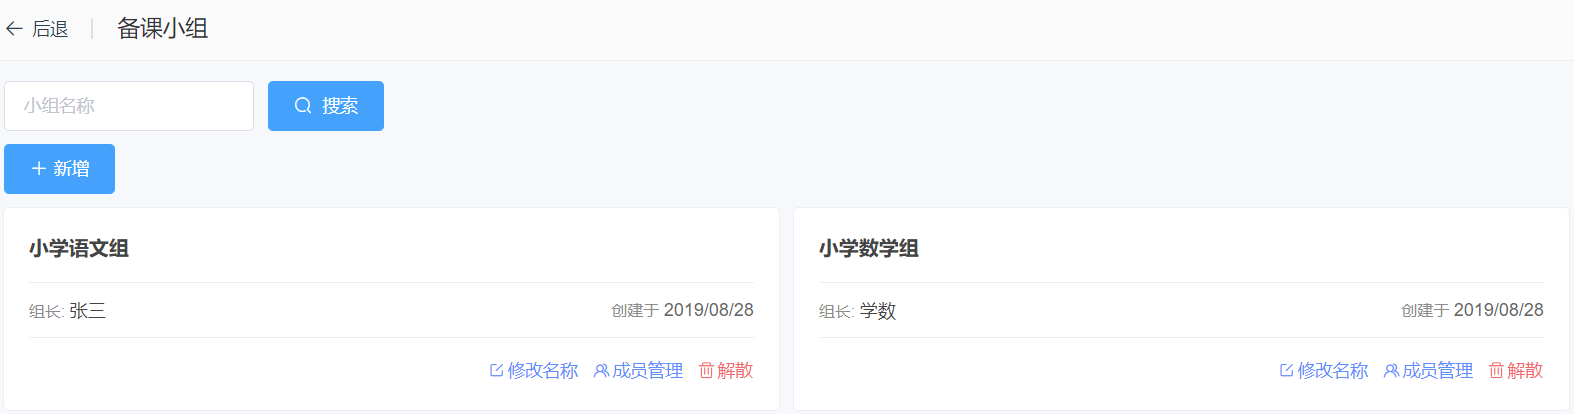 后退 备课小组
小组名称 搜索
新增
小学语文组
组长: 张三 创建于 2019/08/28
修改名称 成员管理 解散
小学数学组
组长: 学数 创建于 2019/08/28
修改名称 成员管理 解散